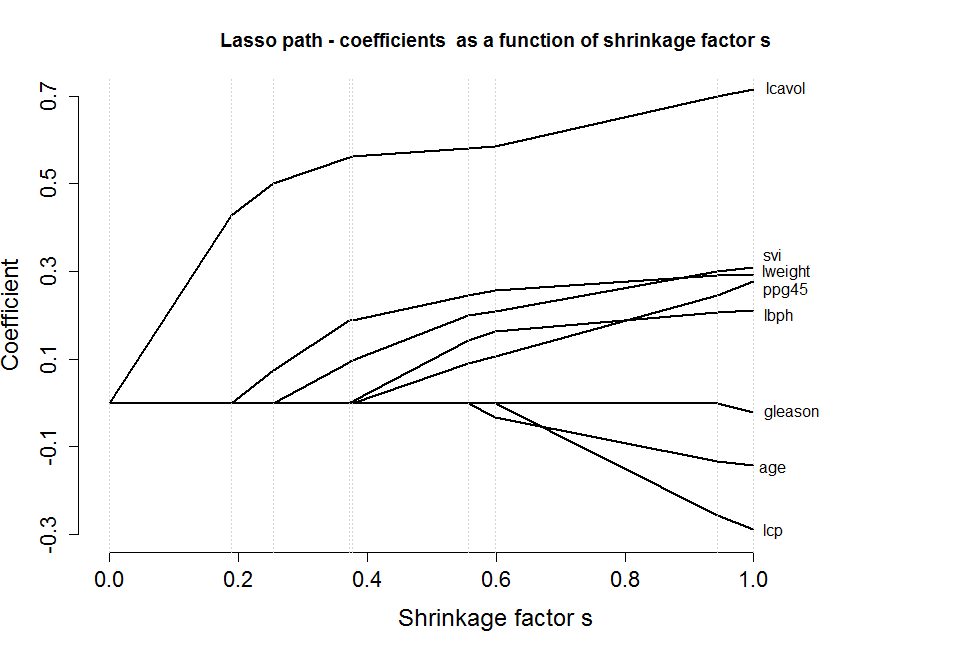 Lasso path - coefficients as a function of shrinkage factor s
Coefficient
0.7
0.5
0.3
0.1
-0.1
-0.3
lcavol
svi
lweight
ppg45
lbph
gleason
age
lcp
0.0 0.2 0.4 0.6 0.8 1.0
Shrinkage factor s